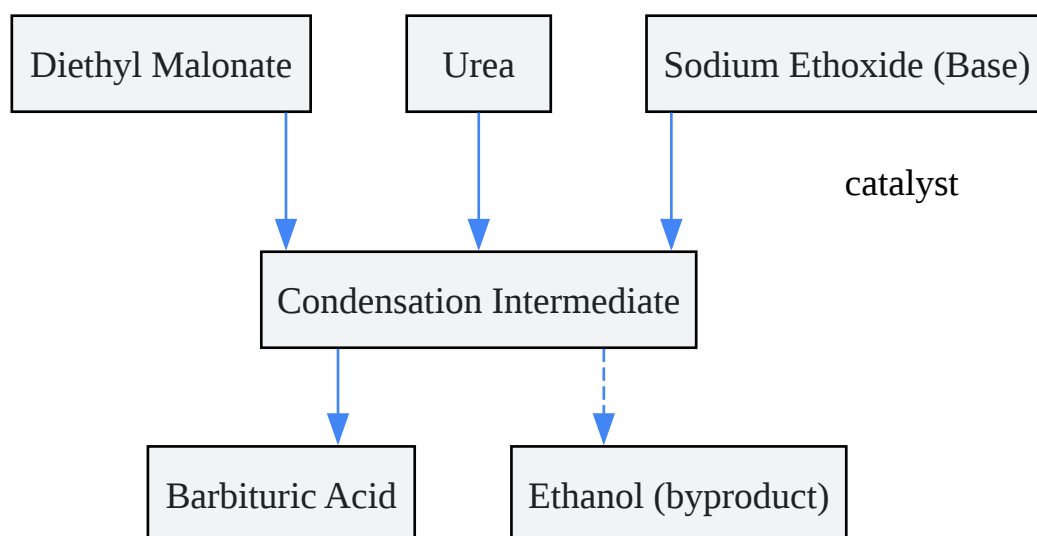 Diethyl Malonate
Urea
Sodium Ethoxide (Base)
catalyst
Condensation Intermediate
Barbituric Acid
Ethanol (byproduct)